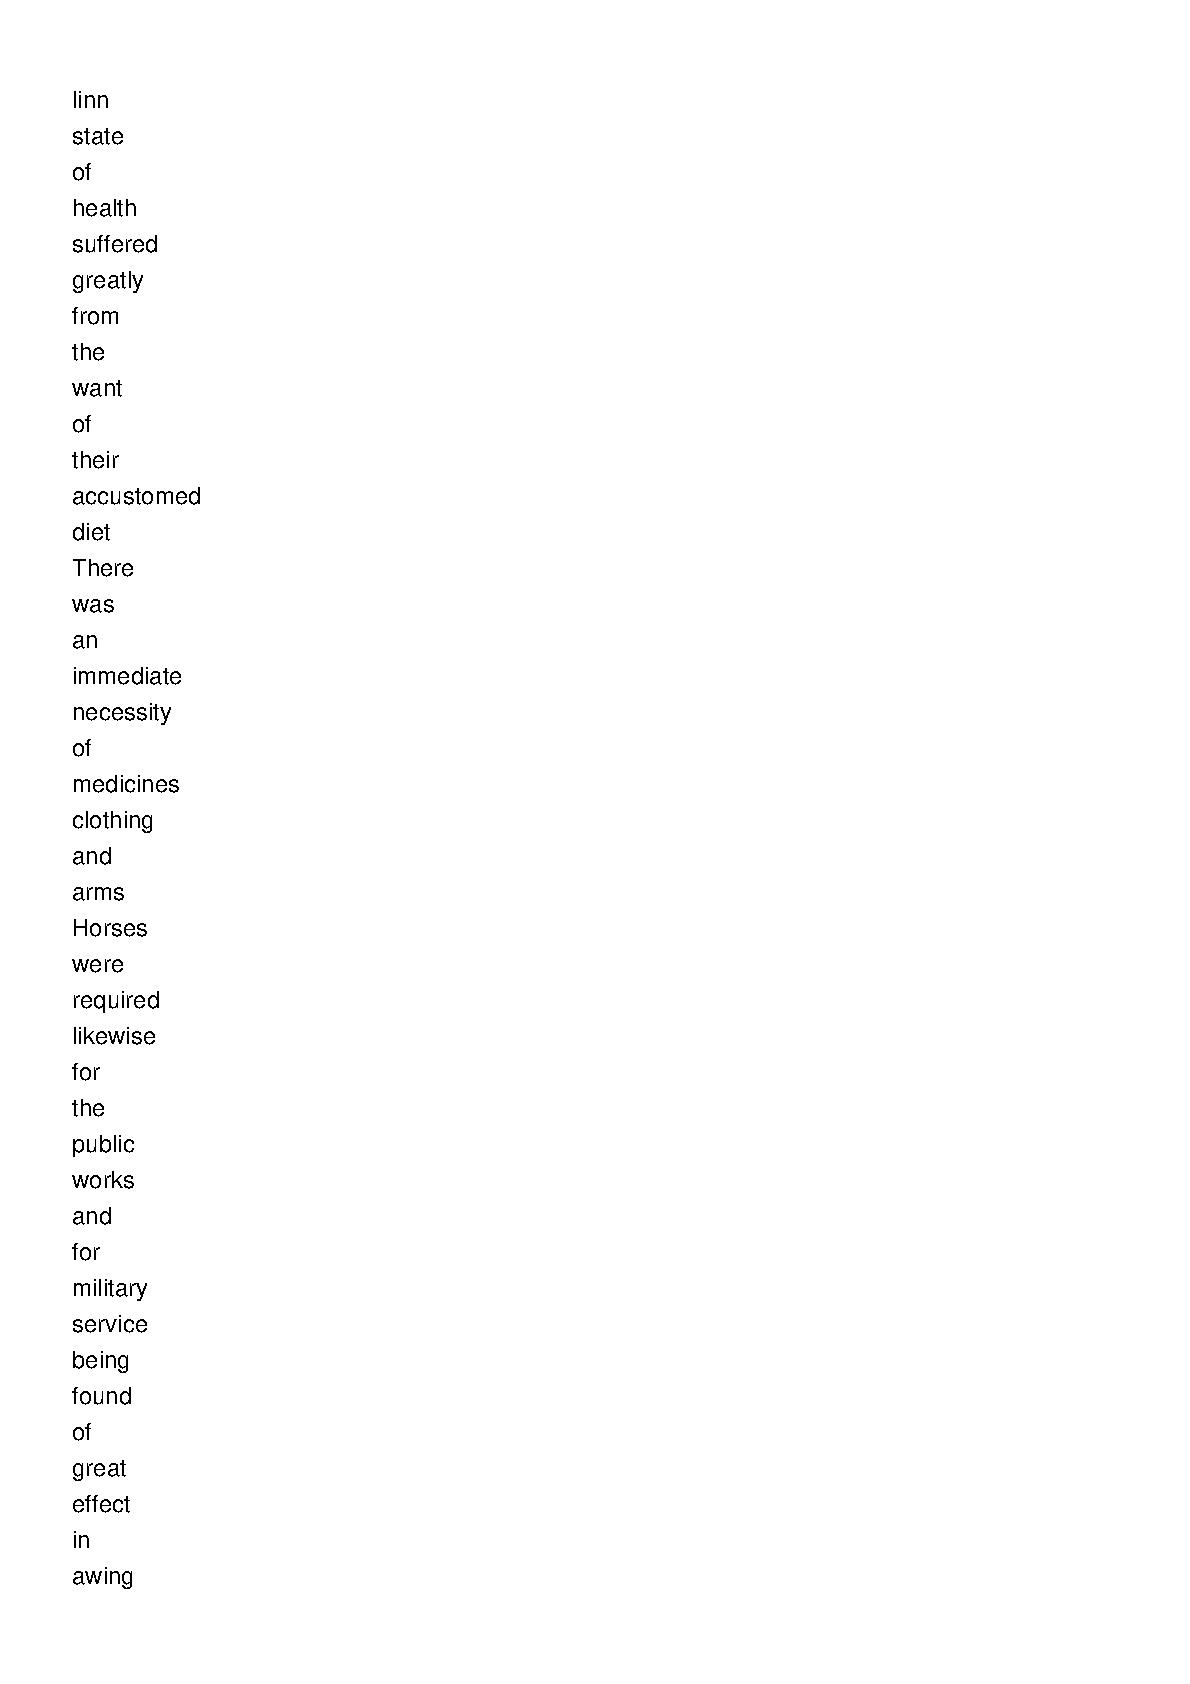 linn
state
of
health
suffered
greatly
from
the
want
of
their
accustomed
diet
There
was
an
immediate
necessity
of
medicines
clothing
and
arms
Horses
were
required
likewise
for
the
public
works
and
for
military
service
being
found
of
great
effect
in
awing